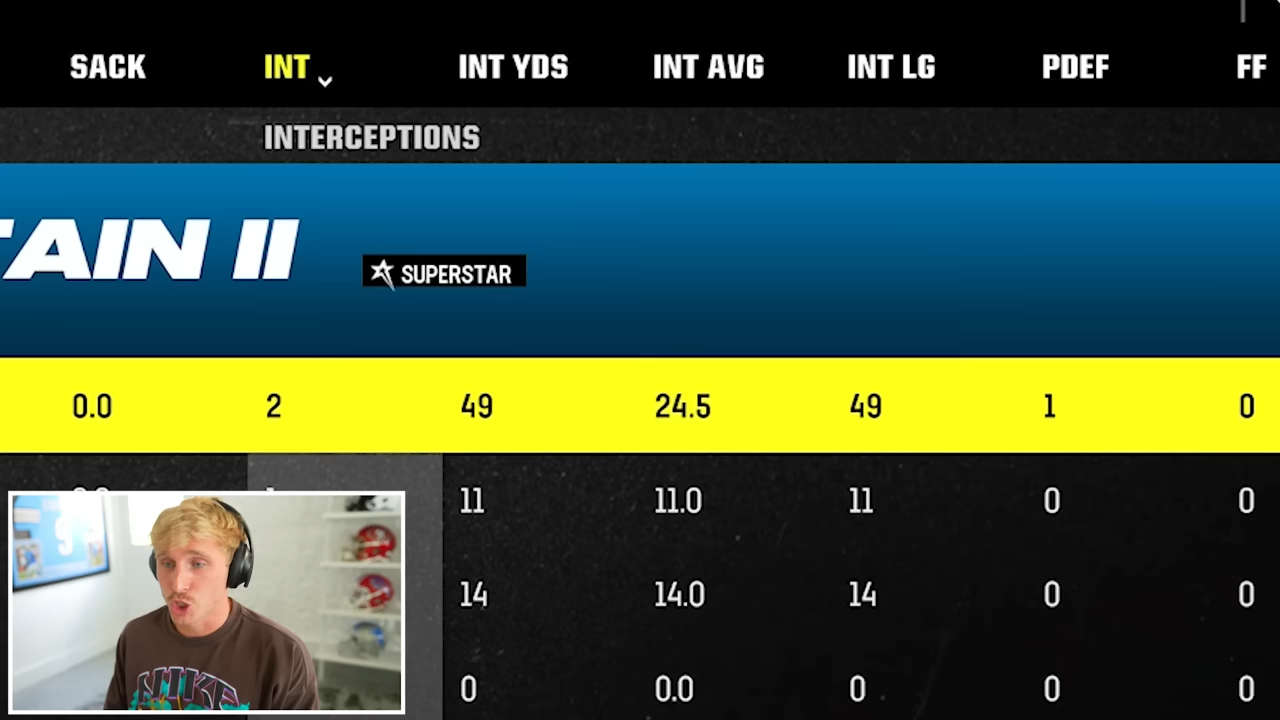 SACK INT INT YDS INT AVG INT LG PDEF FF
INTERCEPTIONS
TAIN II
SUPERSTAR
0.0 2 49 24.5 49 1 0
11 11.0 11 0 0
14 14.0 14 0 0
0 0.0 0 0 0
9
NIKE